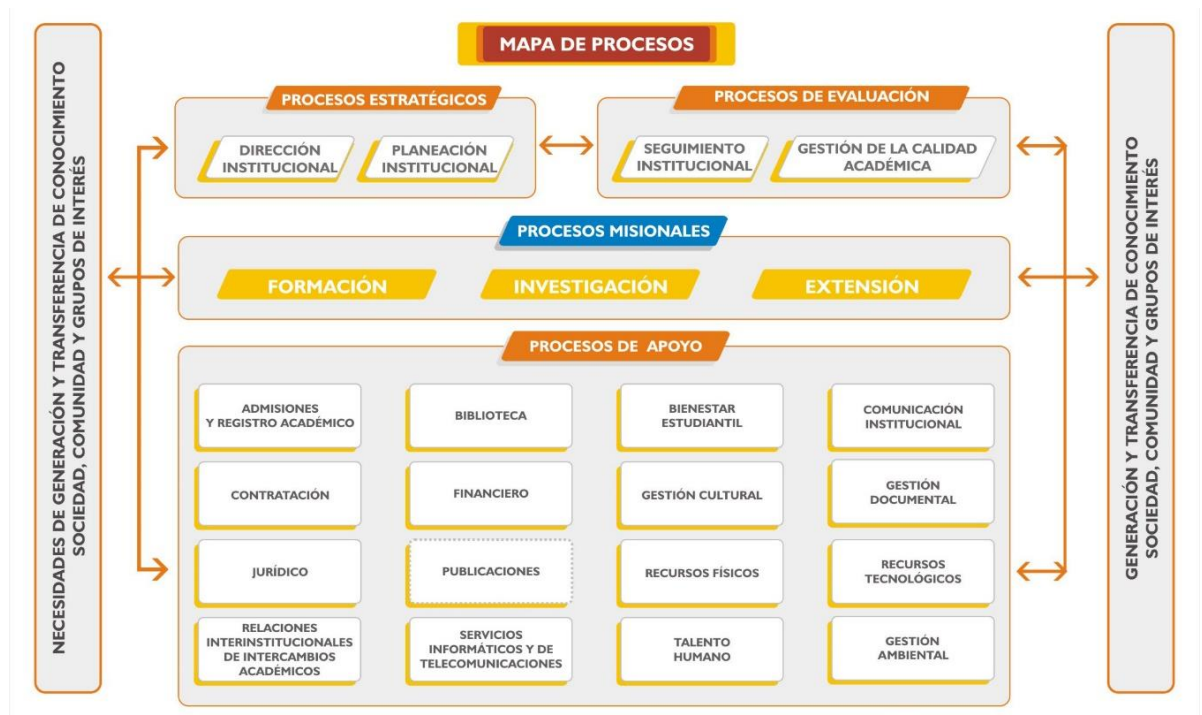 MAPA DE PROCESOS
NECESIDADES DE GENERACIÓN Y TRANSFERENCIA DE CONOCIMIENTO
SOCIEDAD, COMUNIDAD Y GRUPOS DE INTERÉS
PROCESOS ESTRATÉGICOS
DIRECCIÓN
INSTITUCIONAL
PLANEACIÓN
INSTITUCIONAL
PROCESOS DE EVALUACIÓN
SEGUIMIENTO
INSTITUCIONAL
GESTIÓN DE LA CALIDAD
ACADÉMICA
PROCESOS MISIONALES
FORMACIÓN
INVESTIGACIÓN
EXTENSIÓN
PROCESOS DE APOYO
ADMISIONES
Y REGISTRO ACADÉMICO
BIBLIOTECA
BIENESTAR
ESTUDIANTIL
COMUNICACIÓN
INSTITUCIONAL
CONTRATACIÓN
FINANCIERO
GESTIÓN CULTURAL
GESTIÓN
DOCUMENTAL
JURÍDICO
PUBLICACIONES
RECURSOS FÍSICOS
RECURSOS
TECNOLÓGICOS
RELACIONES
INTERINSTITUCIONALES
DE INTERCAMBIOS
ACADÉMICOS
SERVICIOS
INFORMÁTICOS Y DE
TELECOMUNICACIONES
TALENTO
HUMANO
GESTIÓN
AMBIENTAL
GENERACIÓN Y TRANSFERENCIA DE CONOCIMIENTO
SOCIEDAD, COMUNIDAD Y GRUPOS DE INTERÉS